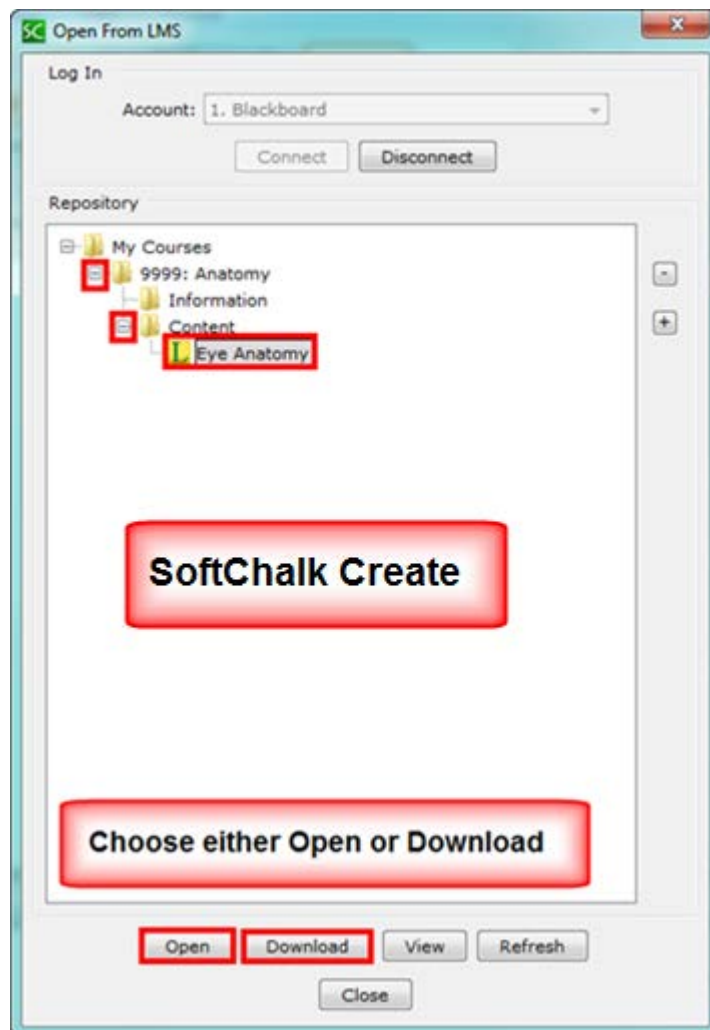 SC Open From LMS
Log In
Account: 1. Blackboard
Connect Disconnect
Repository
My Courses
9999: Anatomy
Information
Content
L Eye Anatomy
SoftChalk Create
Choose either Open or Download
Open Download View Refresh
Close